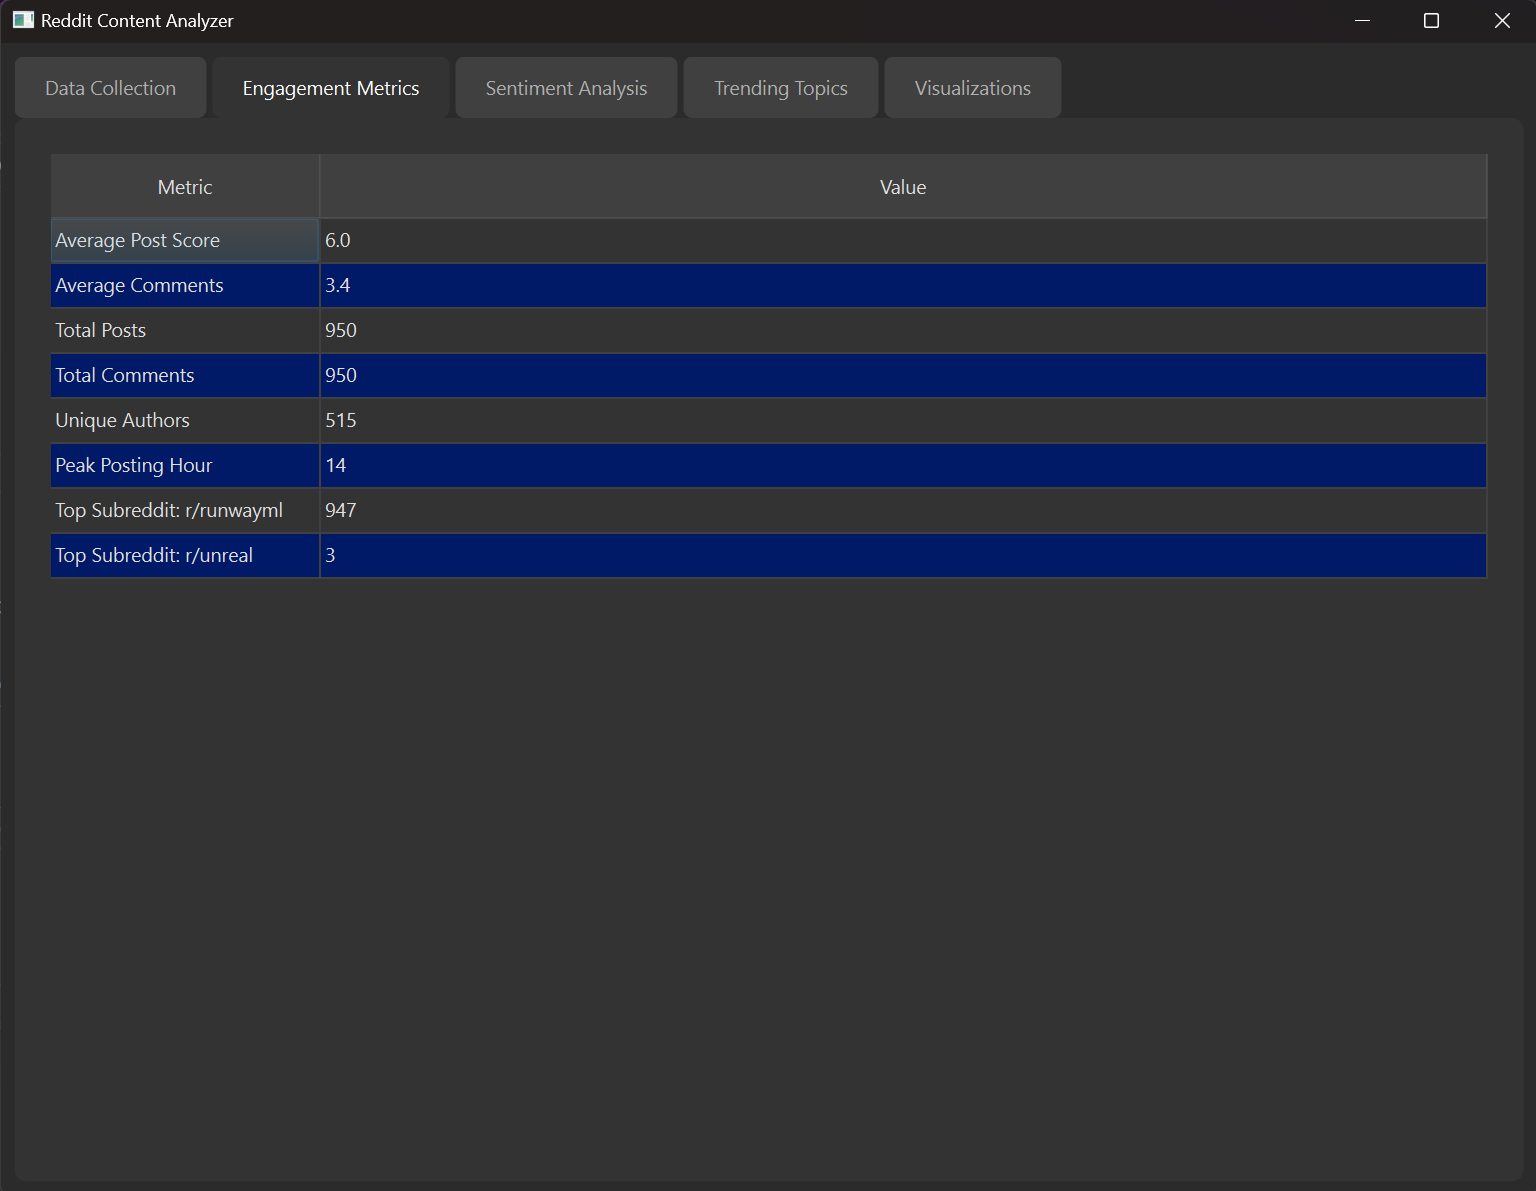 Reddit Content Analyzer
Data Collection Engagement Metrics Sentiment Analysis Trending Topics Visualizations
Metric Value
Average Post Score 6.0
Average Comments 3.4
Total Posts 950
Total Comments 950
Unique Authors 515
Peak Posting Hour 14
Top Subreddit: r/runwayml 947
Top Subreddit: r/unreal 3